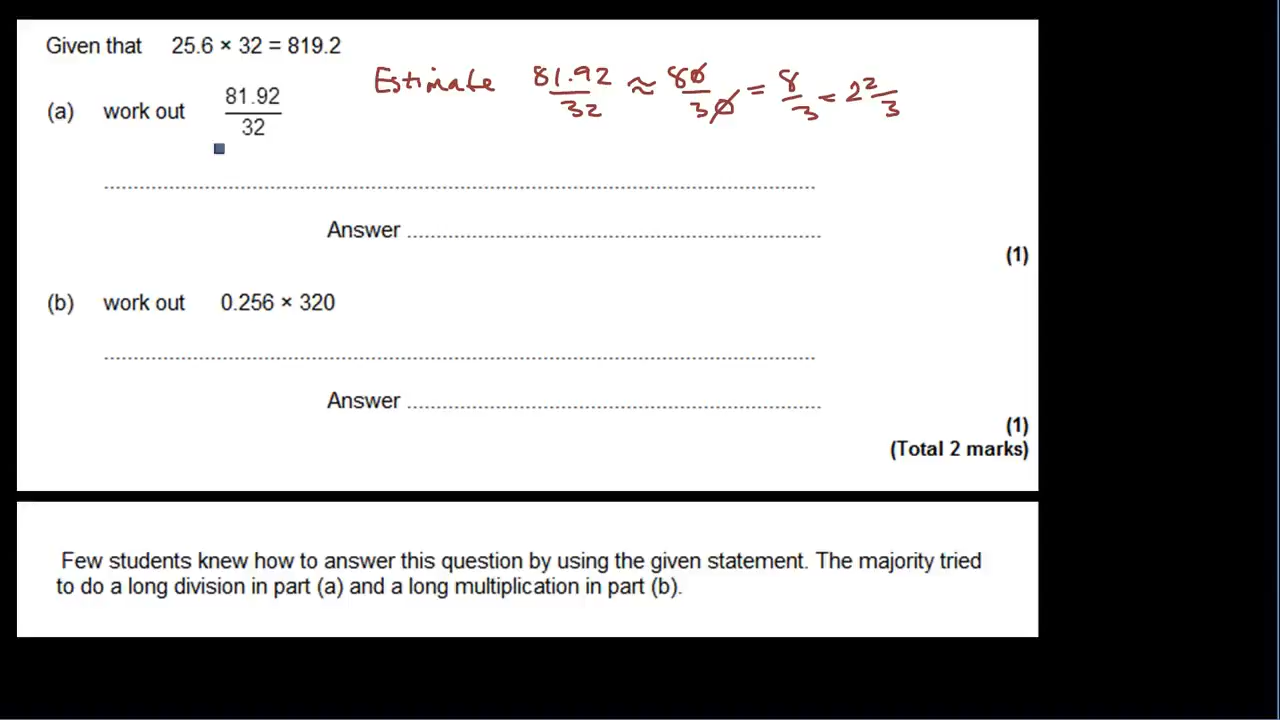 Given that 25.6 × 32 = 819.2
Estimate 81.92/32 ≈ 80/30 = 8/3 = 2 2/3
(a) work out 81.92/32
Answer
(1)
(b) work out 0.256 × 320
Answer
(1)
(Total 2 marks)
Few students knew how to answer this question by using the given statement. The majority tried
to do a long division in part (a) and a long multiplication in part (b).